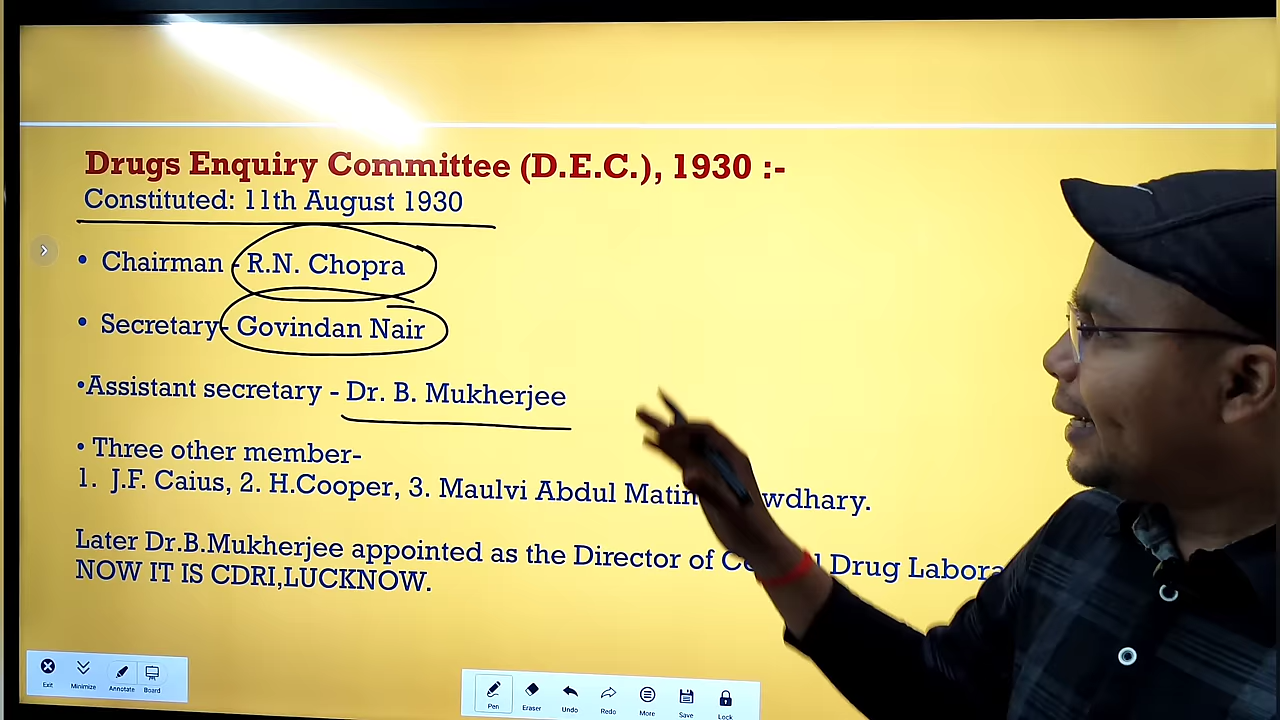 Drugs Enquiry Committee (D.E.C.), 1930 :-
Constituted: 11th August 1930
• Chairman - R.N. Chopra
• Secretary- Govindan Nair
•Assistant secretary - Dr. B. Mukherjee
• Three other member-
1. J.F. Caius, 2. H.Cooper, 3. Maulvi Abdul Matin
Later Dr.B.Mukherjee appointed as the Director of Drug
NOW IT IS CDRI,LUCKNOW.
Exit Minimize Annotate Board
Pen Eraser Undo Redo More Save Lock